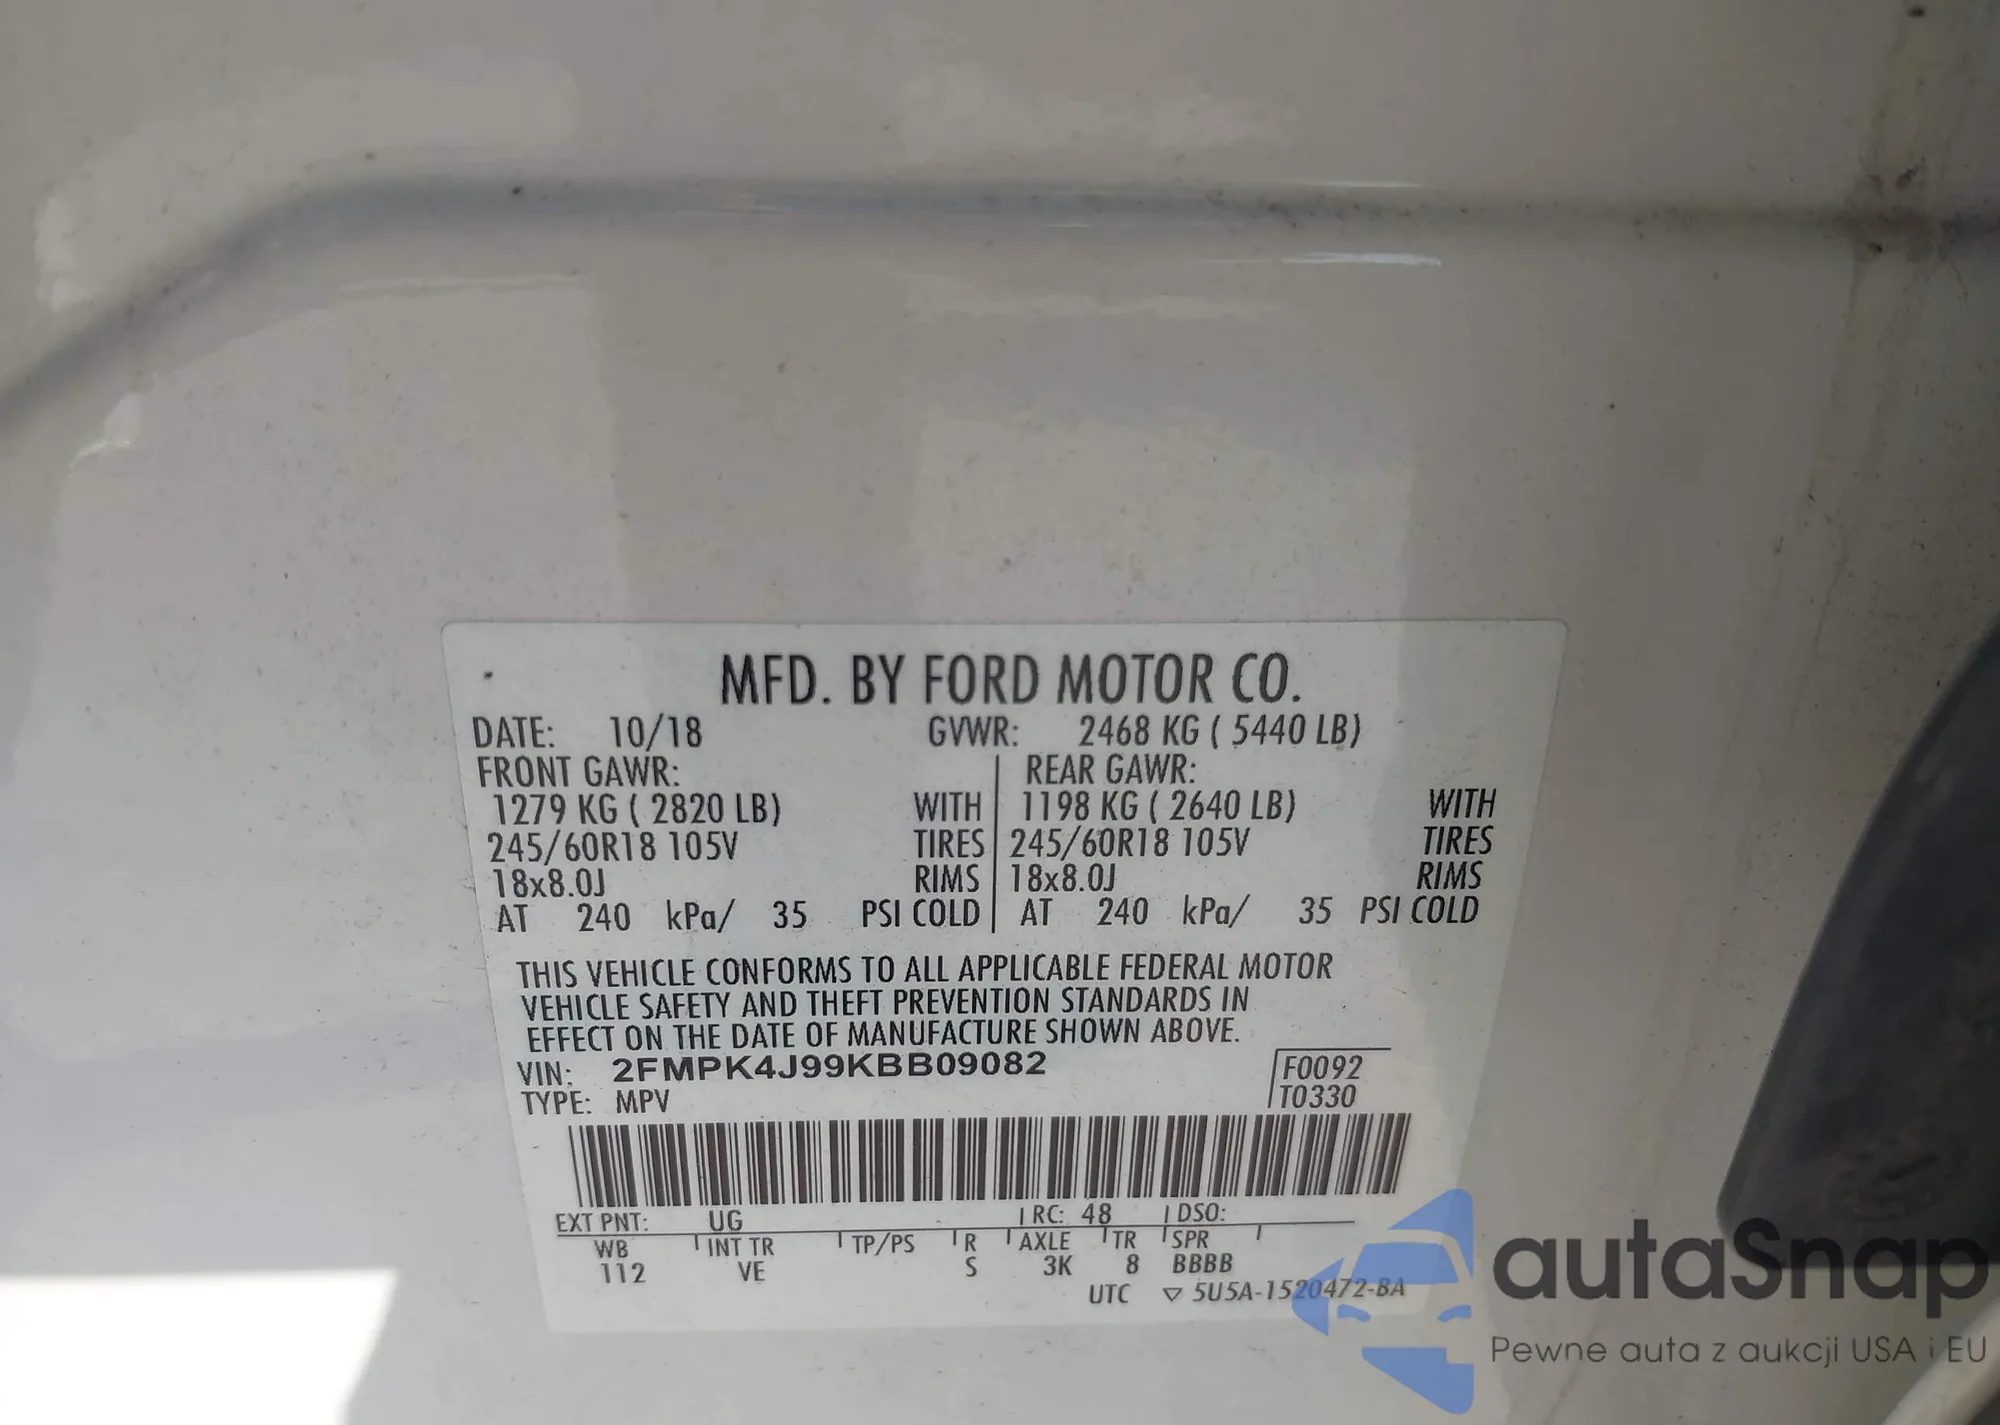 MFD. BY FORD MOTOR CO.
DATE: 10/18 GVWR: 2468 KG ( 5440 LB)
FRONT GAWR: REAR GAWR:
1279 KG ( 2820 LB) WITH 1198 KG ( 2640 LB) WITH
245/60R18 105V TIRES 245/60R18 105V TIRES
18x8.0J RIMS 18x8.0J RIMS
AT 240 kPa/ 35 PSI COLD AT 240 kPa/ 35 PSI COLD
THIS VEHICLE CONFORMS TO ALL APPLICABLE FEDERAL MOTOR
VEHICLE SAFETY AND THEFT PREVENTION STANDARDS IN
EFFECT ON THE DATE OF MANUFACTURE SHOWN ABOVE.
VIN: 2FMPK4J99KBB09082 F0092
TYPE: MPV T0330
EXT PNT: UG RC: 48 DSO:
WB INT TR TP/PS R AXLE TR SPR
112 VE S 3K 8 BBBB
UTC ▽ 5U5A-1520472-BA
autoSnap
Pewne auta z aukcji USA i EU